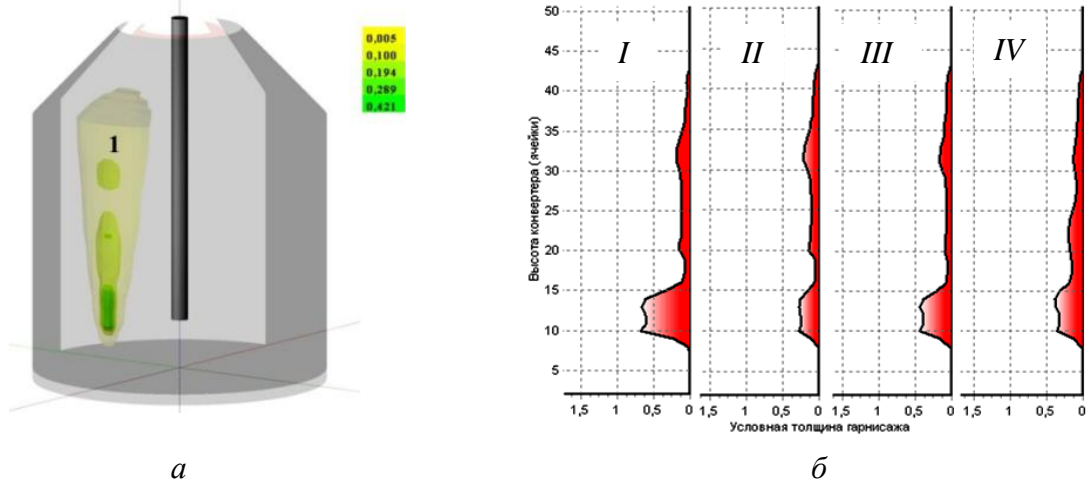 0,005
0,100
0,194
0,289
0,421
1
а
Высота конвертера (ячейки)
50
45
40
35
30
25
20
15
10
5
I
II
III
IV
1,5 1 0,5 0 1,5 1 0,5 0 1,5 1 0,5 0 1,5 1 0,5 0
Условная толщина гарнисажа
б